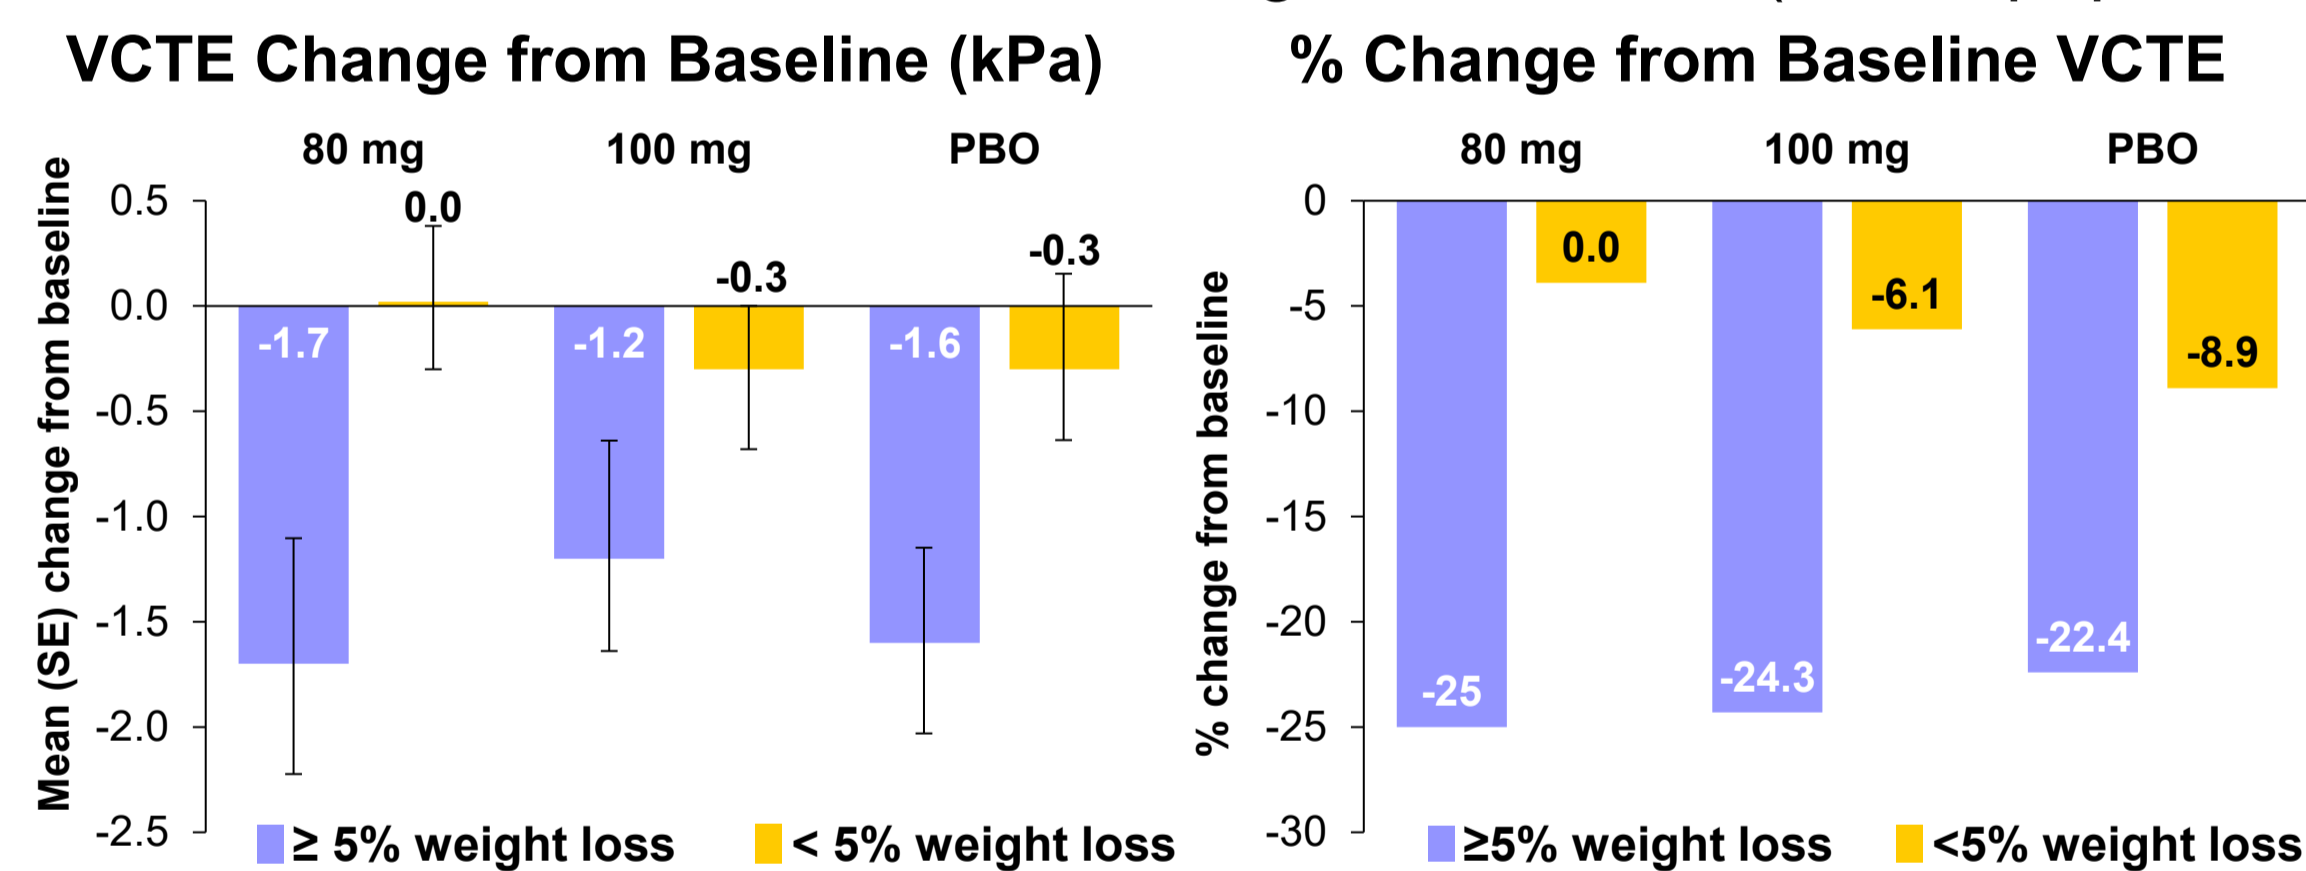 VCTE Change from Baseline (kPa)
80 mg
100 mg
PBO
Mean (SE) change from baseline
0.5
0.0
-0.5
-1.0
-1.5
-2.0
-2.5
-1.7
0.0
-1.2
-0.3
-1.6
-0.3
≥ 5% weight loss
< 5% weight loss
% Change from Baseline VCTE
80 mg
100 mg
PBO
% change from baseline
0
-5
-10
-15
-20
-25
-30
-25
0.0
-24.3
-6.1
-22.4
-8.9
≥5% weight loss
<5% weight loss